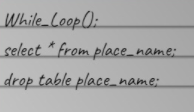 While_Loop();
select * from place_name;
drop table place_name;